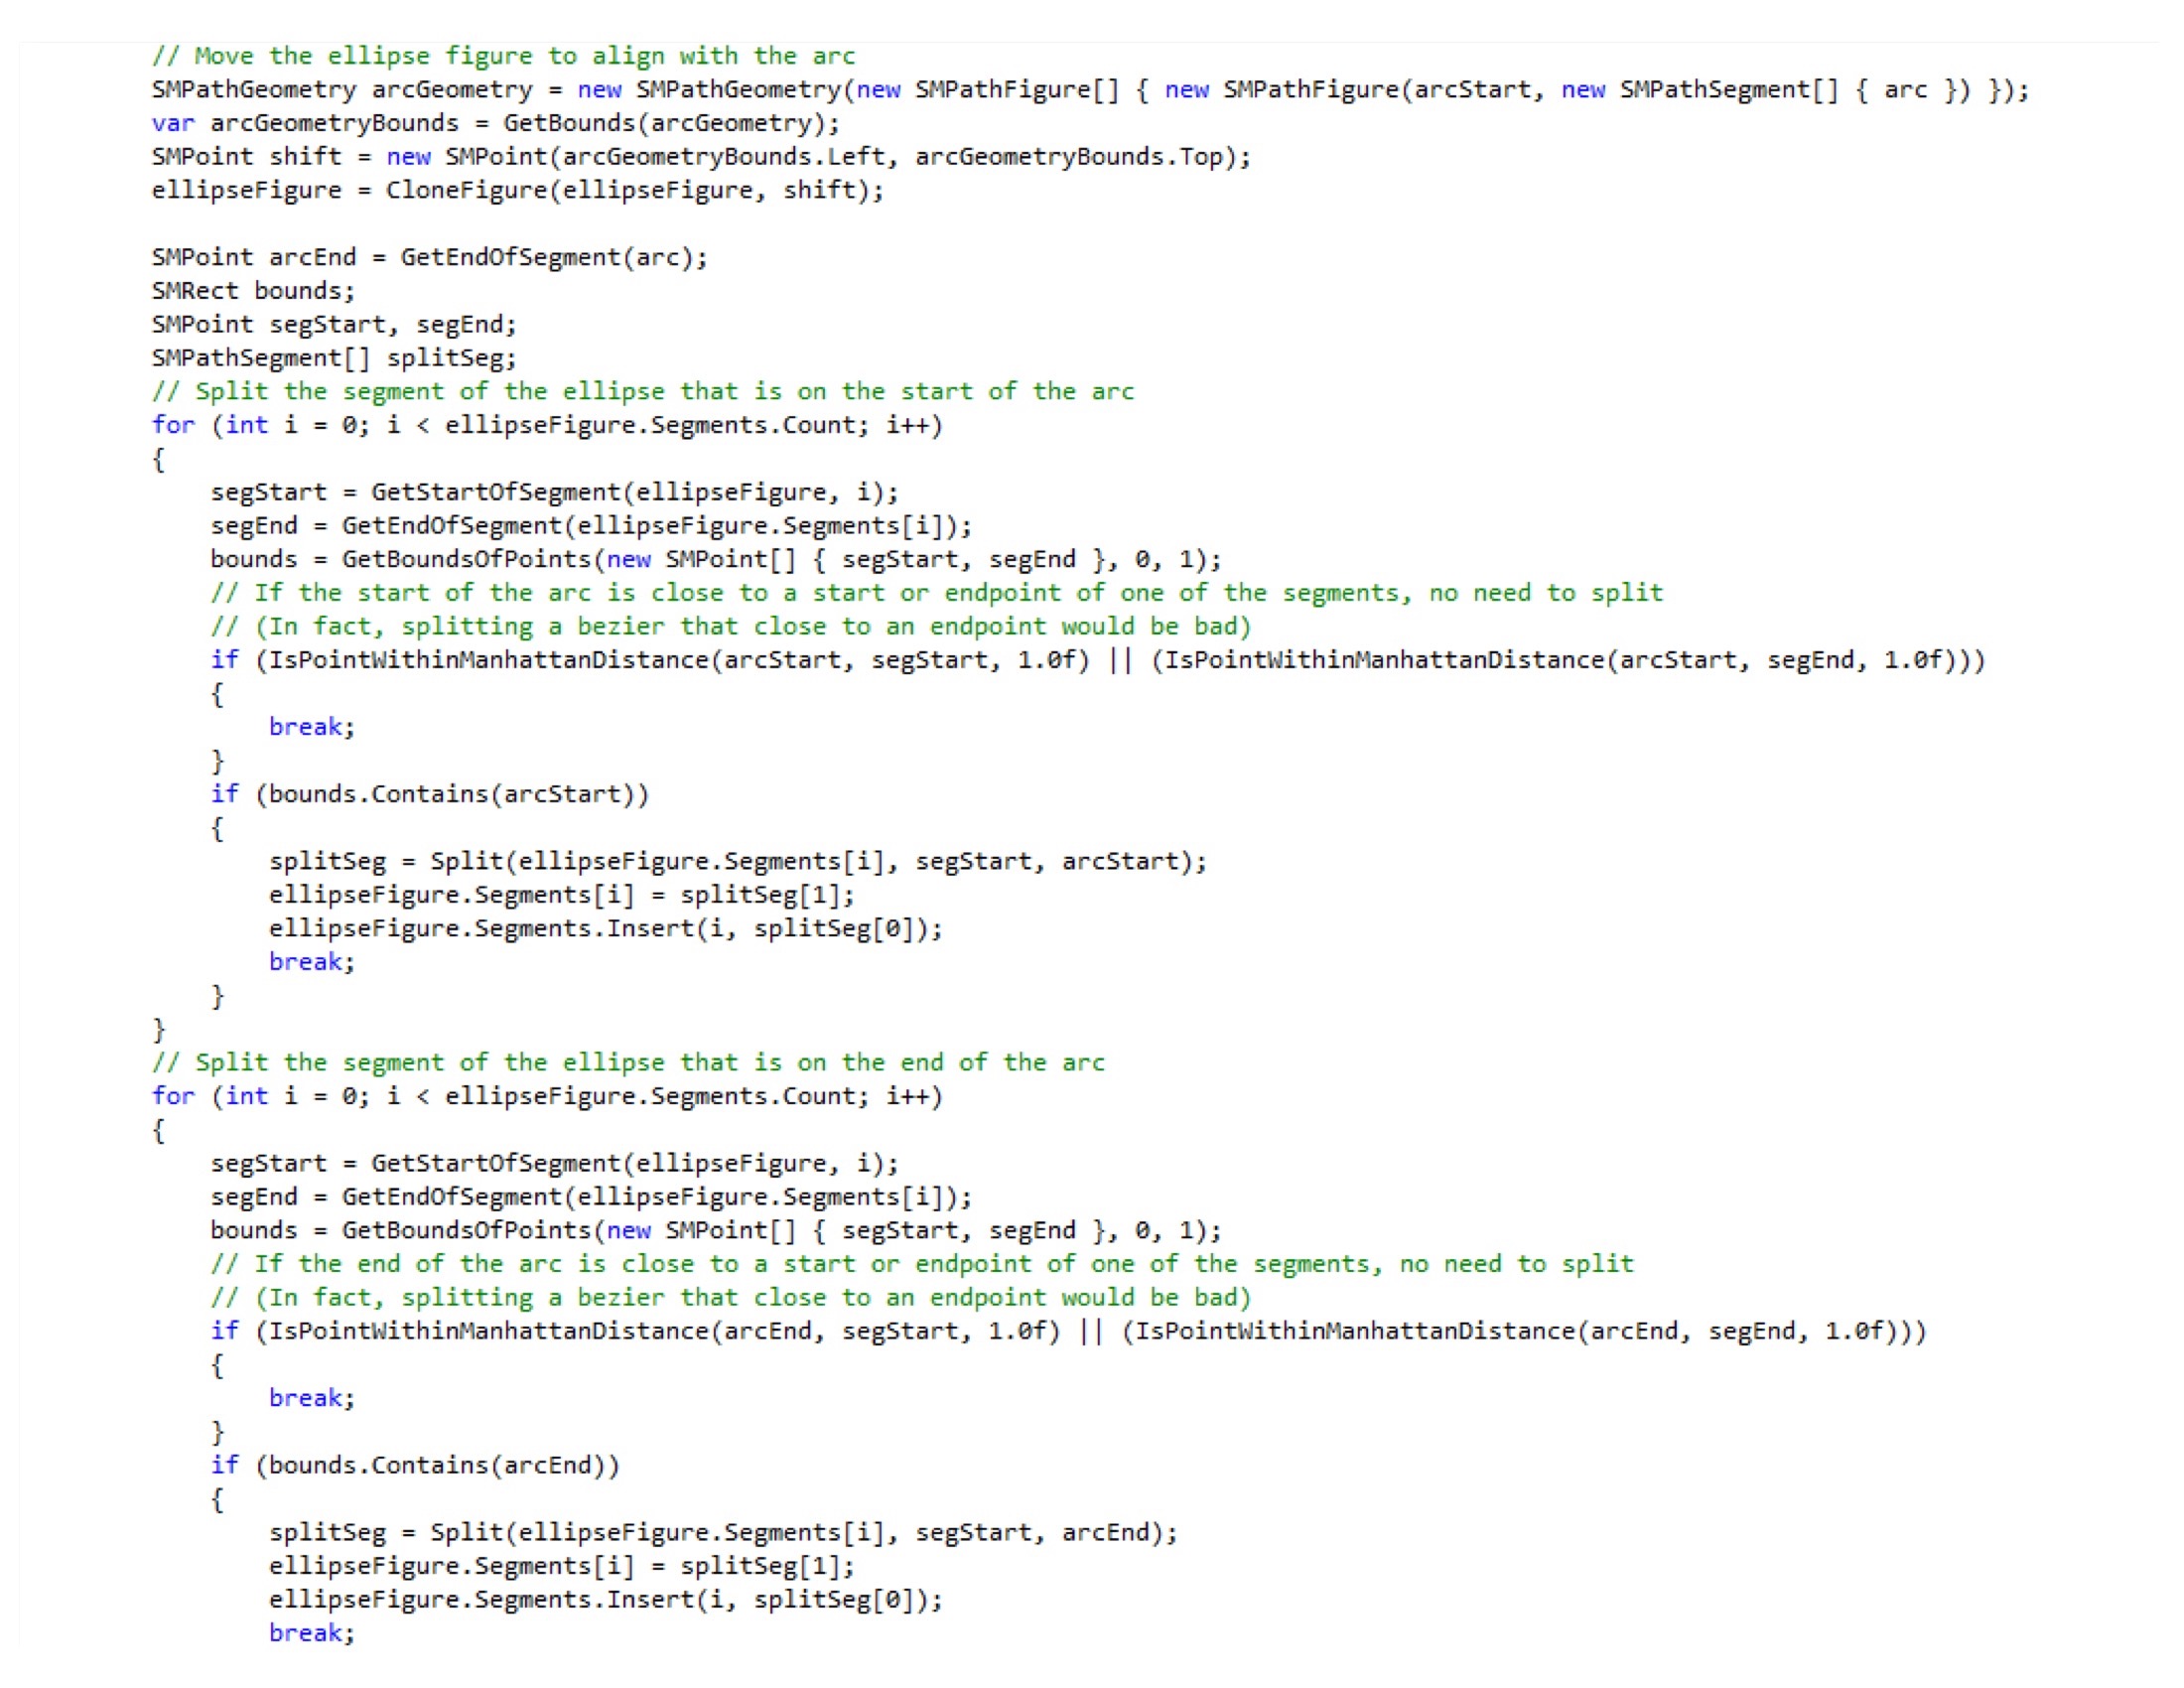 // Move the ellipse figure to align with the arc
SMPathGeometry arcGeometry = new SMPathGeometry(new SMPathFigure[] { new SMPathFigure(arcStart, new SMPathSegment[] { arc }) });
var arcGeometryBounds = GetBounds(arcGeometry);
SMPoint shift = new SMPoint(arcGeometryBounds.Left, arcGeometryBounds.Top);
ellipseFigure = CloneFigure(ellipseFigure, shift);

SMPoint arcEnd = GetEndOfSegment(arc);
SMRect bounds;
SMPoint segStart, segEnd;
SMPathSegment[] splitSeg;
// Split the segment of the ellipse that is on the start of the arc
for (int i = 0; i < ellipseFigure.Segments.Count; i++)
{
    segStart = GetStartOfSegment(ellipseFigure, i);
    segEnd = GetEndOfSegment(ellipseFigure.Segments[i]);
    bounds = GetBoundsOfPoints(new SMPoint[] { segStart, segEnd }, 0, 1);
    // If the start of the arc is close to a start or endpoint of one of the segments, no need to split
    // (In fact, splitting a bezier that close to an endpoint would be bad)
    if (IsPointWithinManhattanDistance(arcStart, segStart, 1.0f) || (IsPointWithinManhattanDistance(arcStart, segEnd, 1.0f)))
    {
        break;
    }
    if (bounds.Contains(arcStart))
    {
        splitSeg = Split(ellipseFigure.Segments[i], segStart, arcStart);
        ellipseFigure.Segments[i] = splitSeg[1];
        ellipseFigure.Segments.Insert(i, splitSeg[0]);
        break;
    }
}
// Split the segment of the ellipse that is on the end of the arc
for (int i = 0; i < ellipseFigure.Segments.Count; i++)
{
    segStart = GetStartOfSegment(ellipseFigure, i);
    segEnd = GetEndOfSegment(ellipseFigure.Segments[i]);
    bounds = GetBoundsOfPoints(new SMPoint[] { segStart, segEnd }, 0, 1);
    // If the end of the arc is close to a start or endpoint of one of the segments, no need to split
    // (In fact, splitting a bezier that close to an endpoint would be bad)
    if (IsPointWithinManhattanDistance(arcEnd, segStart, 1.0f) || (IsPointWithinManhattanDistance(arcEnd, segEnd, 1.0f)))
    {
        break;
    }
    if (bounds.Contains(arcEnd))
    {
        splitSeg = Split(ellipseFigure.Segments[i], segStart, arcEnd);
        ellipseFigure.Segments[i] = splitSeg[1];
        ellipseFigure.Segments.Insert(i, splitSeg[0]);
        break;